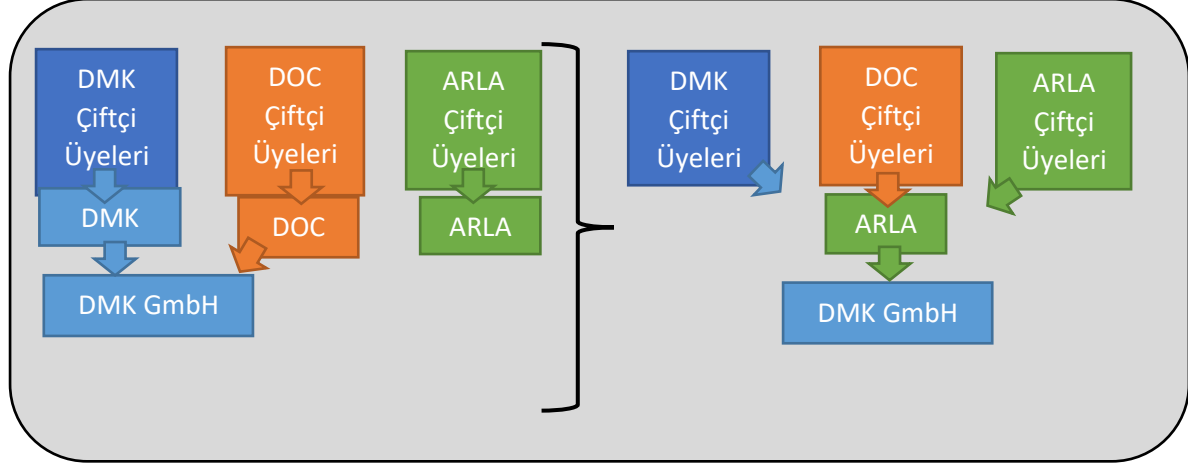 DMK
Çiftçi
Üyeleri
DOC
Çiftçi
Üyeleri
ARLA
Çiftçi
Üyeleri
DMK
DOC
ARLA
DMK GmbH
DMK
Çiftçi
Üyeleri
DOC
Çiftçi
Üyeleri
ARLA
Çiftçi
Üyeleri
ARLA
DMK GmbH